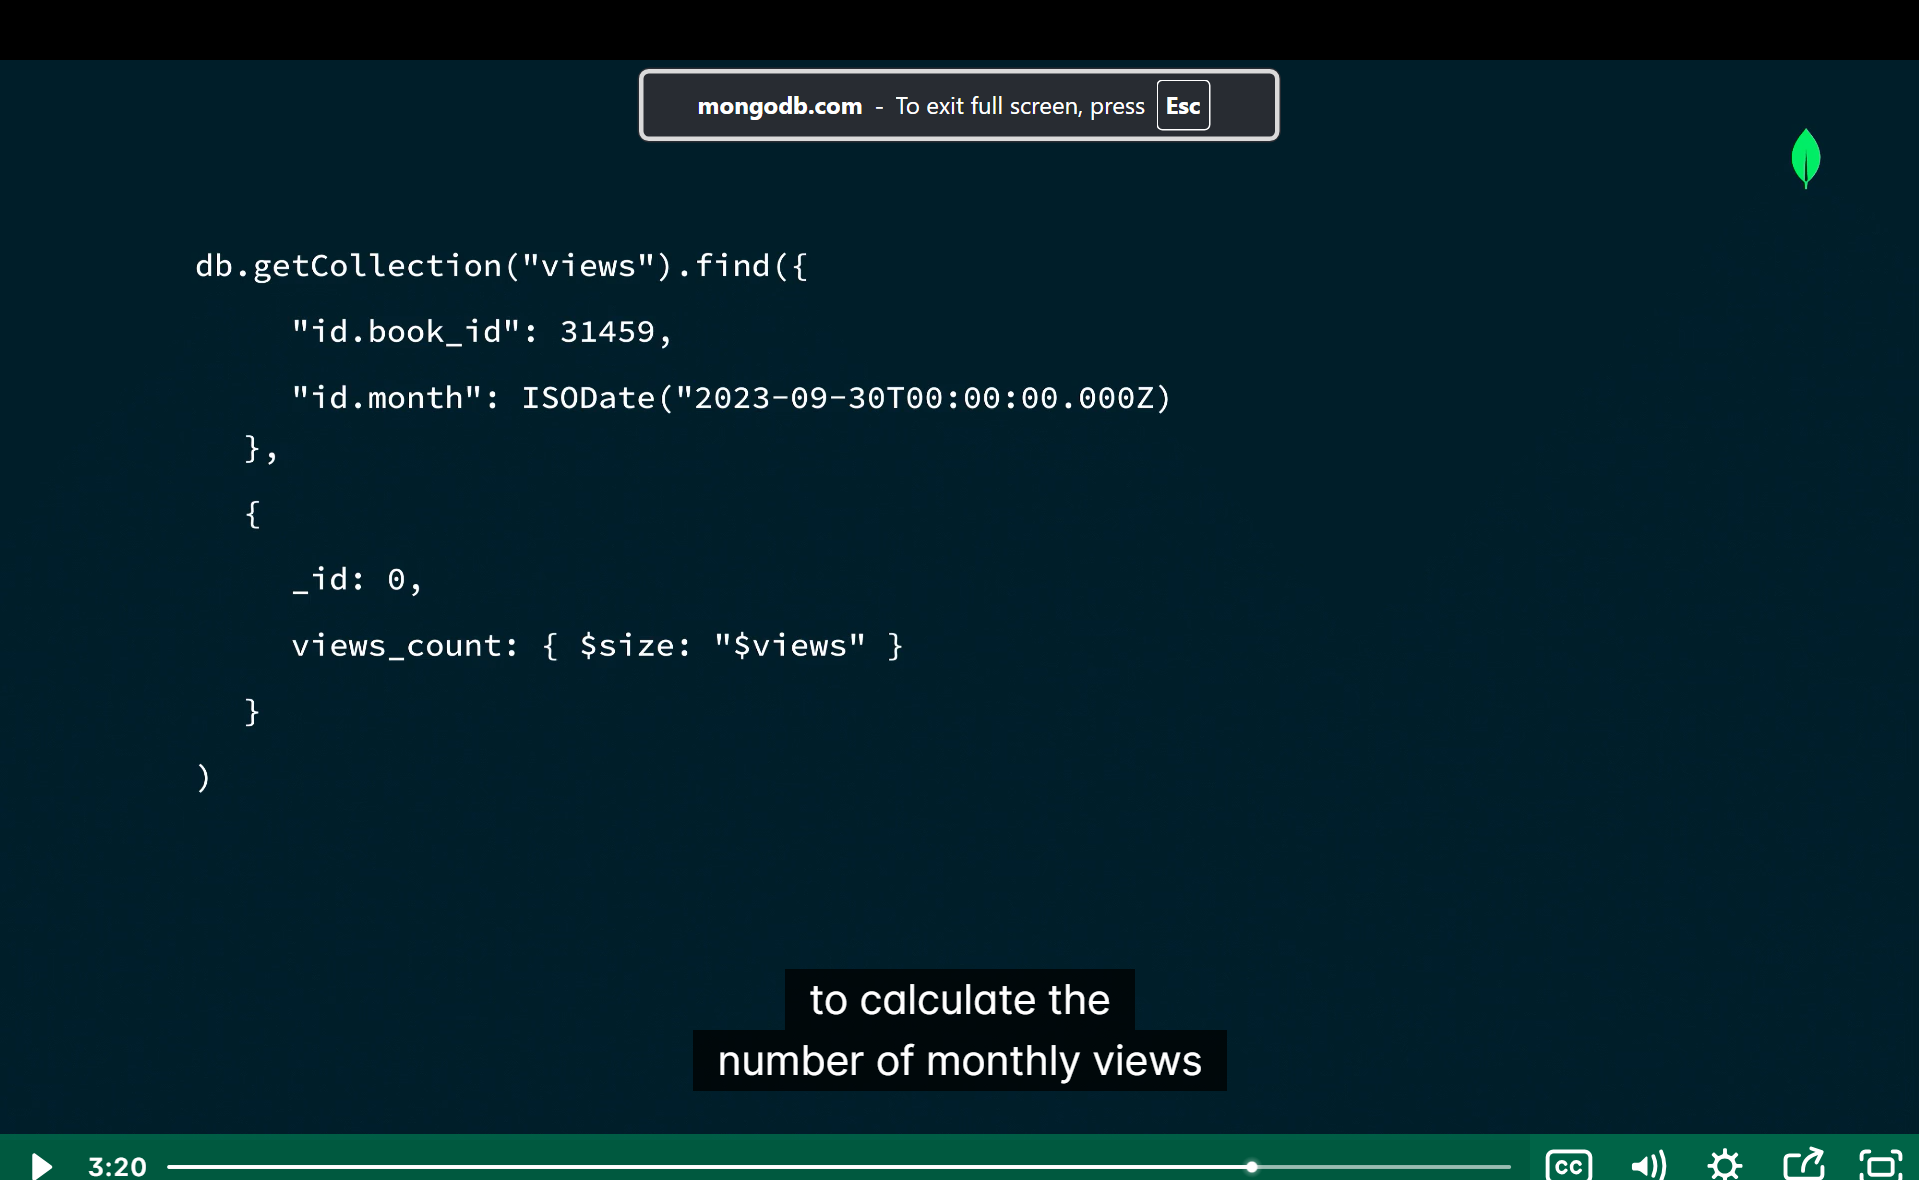 mongodb.com - To exit full screen, press Esc
db.getCollection("views").find({
"id.book_id": 31459,
"id.month": ISODate("2023-09-30T00:00:00.000Z)
},
{
_id: 0,
views_count: { $size: "$views" }
}
)
to calculate the
number of monthly views
3:20
CC